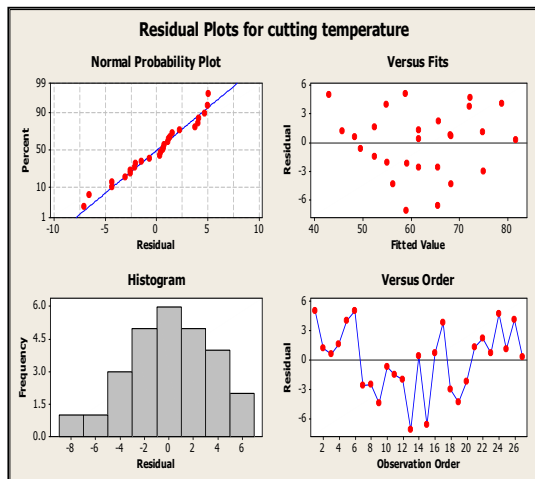 Residual Plots for cutting temperature
Normal Probability Plot
Percent
99
90
50
10
1
-10 -5 0 5 10
Residual
Versus Fits
Residual
6
3
0
-3
-6
40 50 60 70 80
Fitted Value
Histogram
Frequency
6.0
4.5
3.0
1.5
0.0
-8 -6 -4 -2 0 2 4 6
Residual
Versus Order
Residual
6
3
0
-3
-6
2 4 6 8 10 12 14 16 18 20 22 24 26
Observation Order